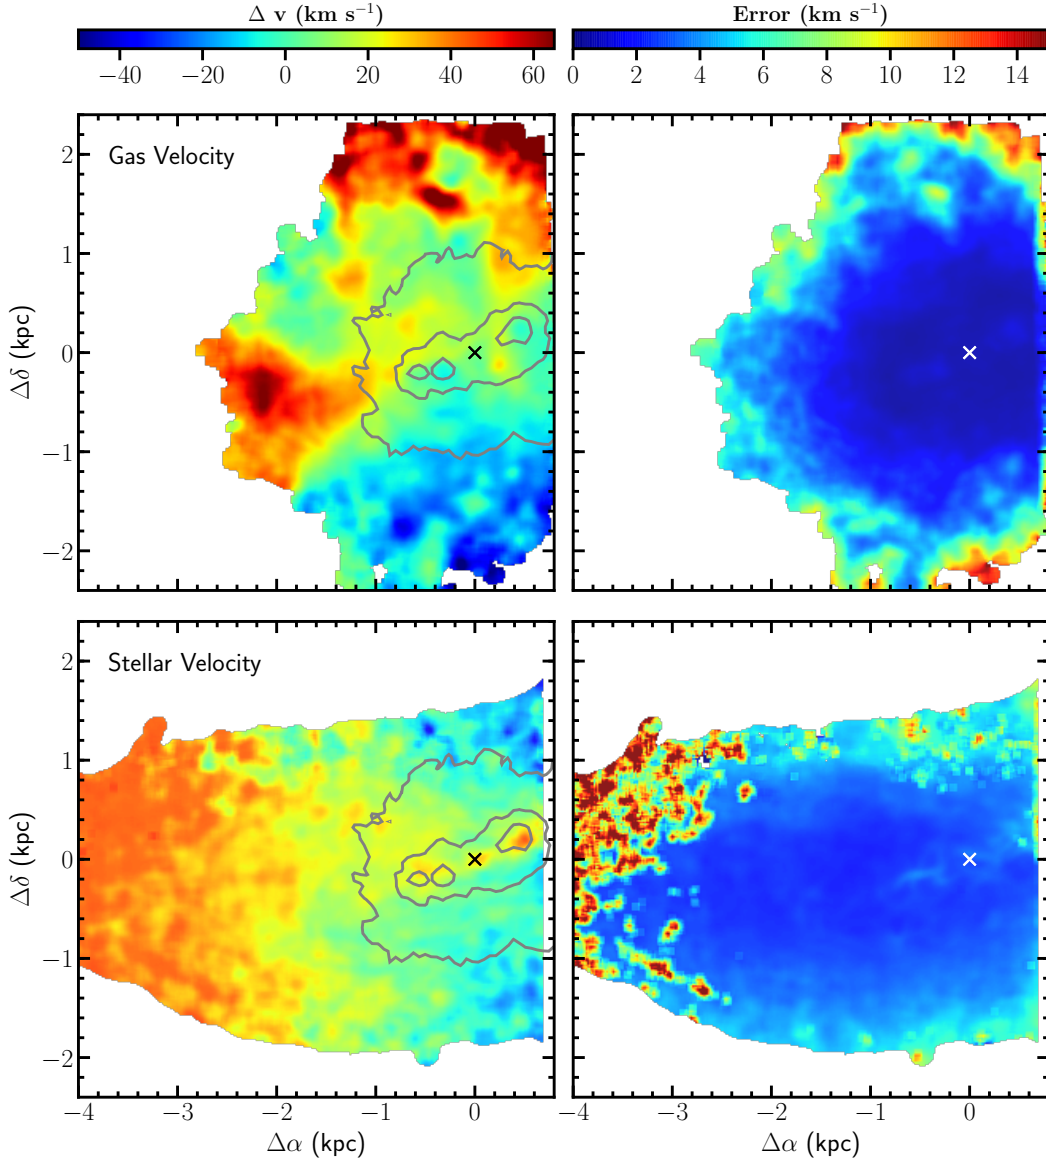 Δ v (km s⁻¹)
Error (km s⁻¹)
−40 −20 0 20 40 60
0 2 4 6 8 10 12 14
Gas Velocity
2
1
0
−1
−2
Δδ (kpc)
Stellar Velocity
2
1
0
−1
−2
Δδ (kpc)
−4 −3 −2 −1 0
−4 −3 −2 −1 0
Δα (kpc)
Δα (kpc)